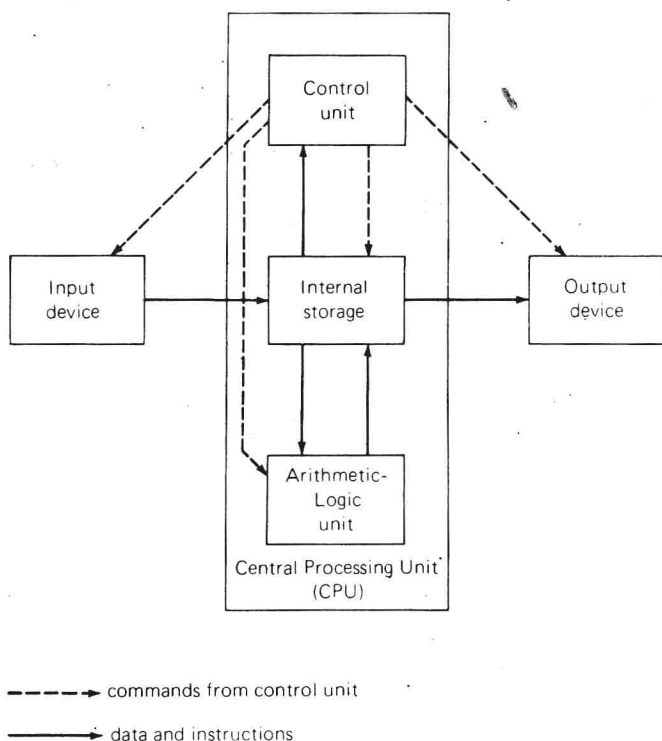 Control
unit
Input
device
Internal
storage
Output
device
Arithmetic-
Logic
unit
Central Processing Unit
(CPU)
commands from control unit
data and instructions